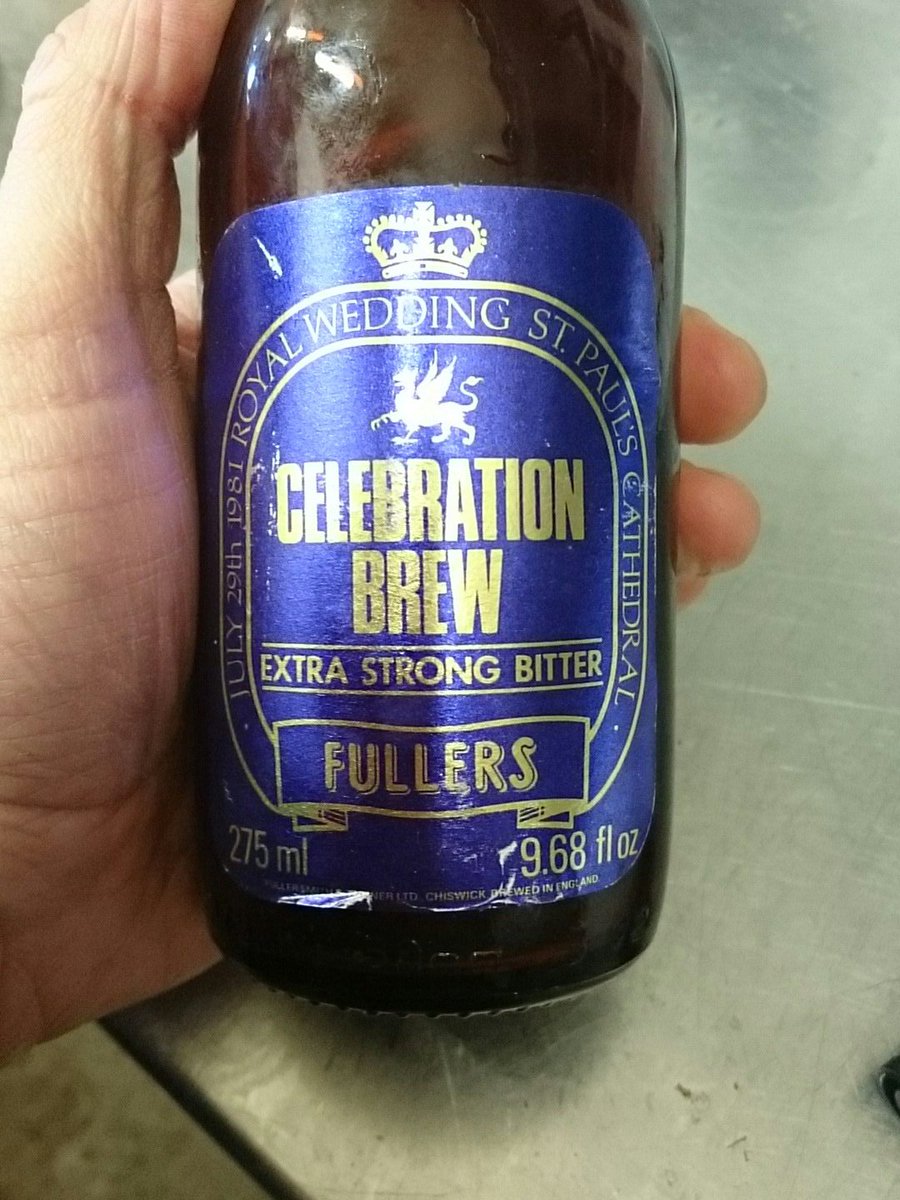 JULY 29th 1981 ROYAL WEDDING ST. PAUL'S CATHEDRAL
CELEBRATION
BREW
EXTRA STRONG BITTER
FULLERS
275 ml 9.68 fl oz
LTD. CHISWICK BREWED IN ENGLAND